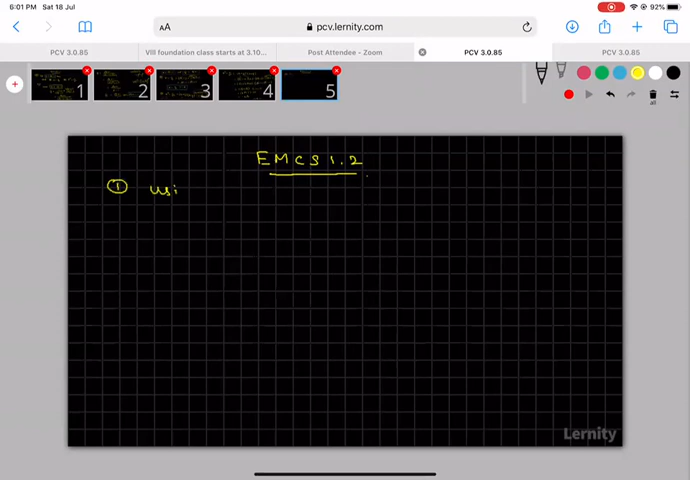 6:01 PM Sat 18 Jul
92%
AA
pcv.lernity.com
PCV 3.0.85
VIII foundation class starts at 3.10...
Post Attendee - Zoom
PCV 3.0.85
PCV 3.0.85
1
2
3
4
5
all
EMCS 1.2
① usi
Lernity